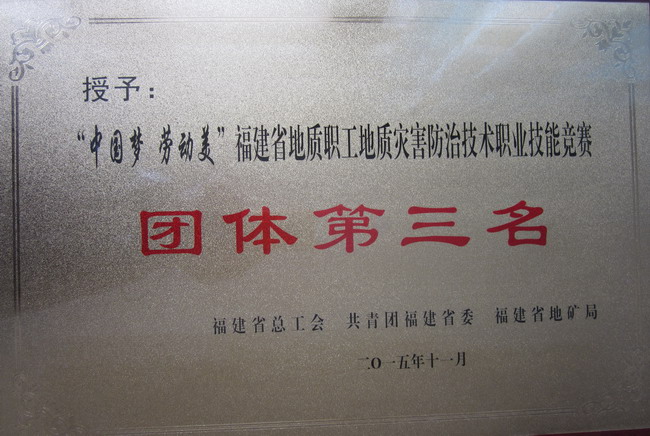 授予：
“中国梦 劳动美”福建省地质职工地质灾害防治技术职业技能竞赛
团体第三名
福建省总工会 共青团福建省委 福建省地矿局
二O一五年十一月